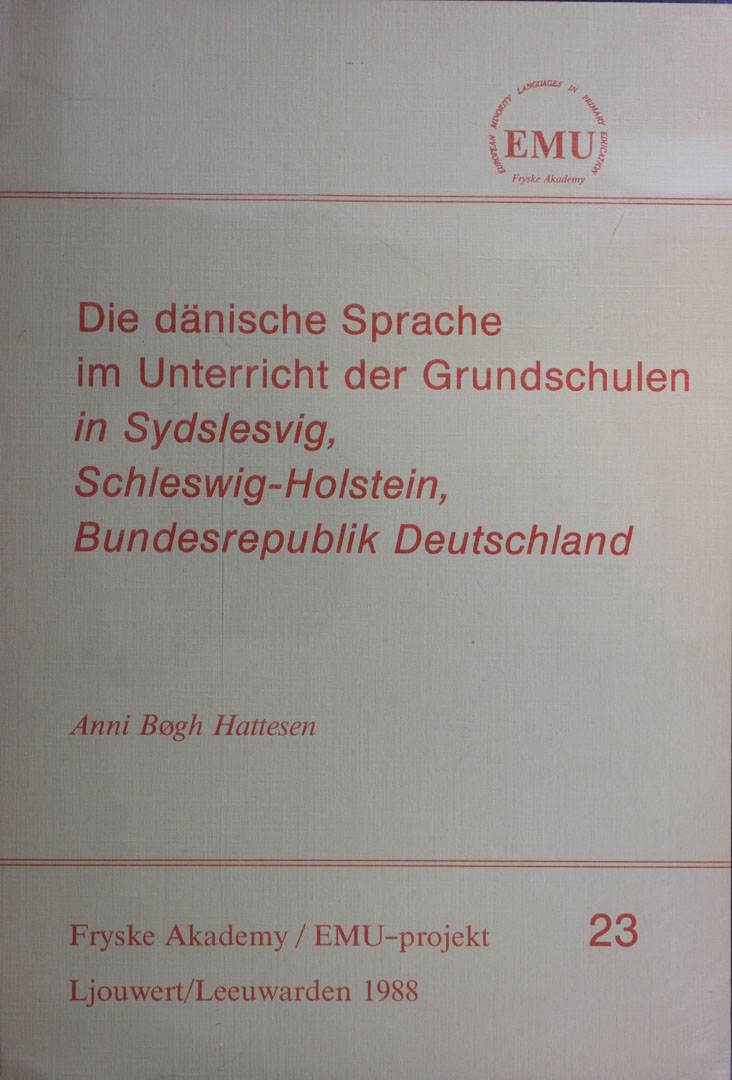 EUROPEAN MINORITY LANGUAGES IN PRIMARY EDUCATION
EMU
Fryske Akademy
Die dänische Sprache
im Unterricht der Grundschulen
in Sydslesvig,
Schleswig-Holstein,
Bundesrepublik Deutschland
Anni Bøgh Hattesen
Fryske Akademy / EMU-projekt 23
Ljouwert/Leeuwarden 1988